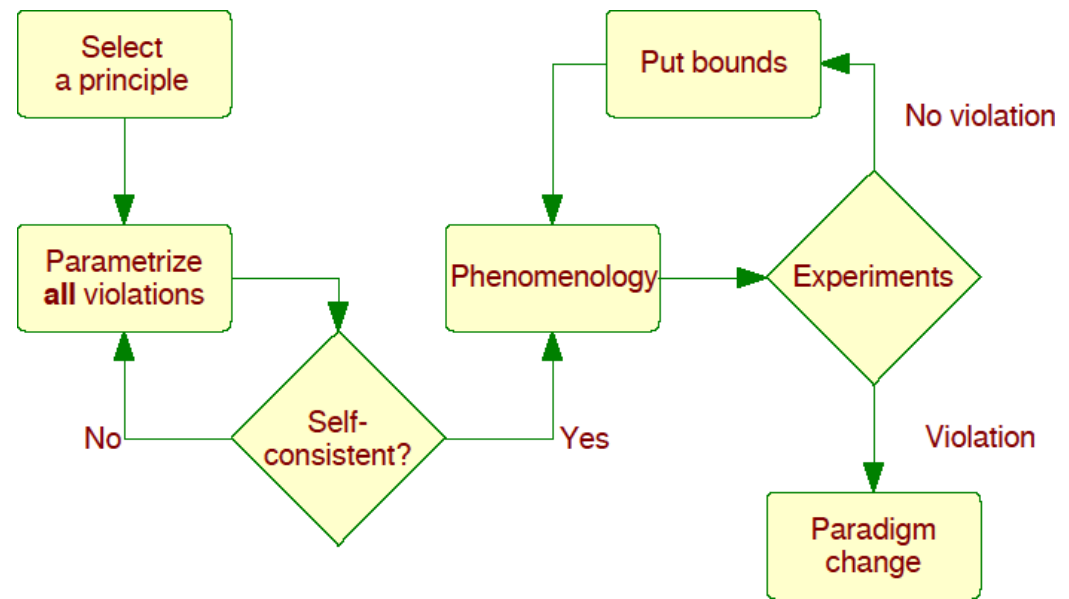 Select
a principle
Put bounds
No violation
Parametrize
all violations
Phenomenology
Experiments
Self-
consistent?
No
Yes
Violation
Paradigm
change